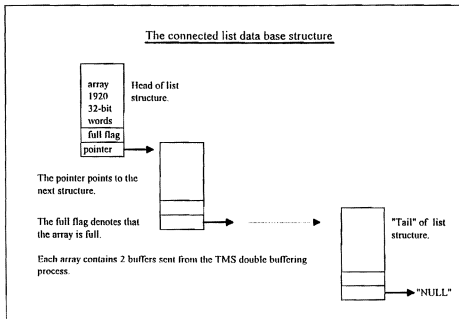 The connected list data base structure
array
1920
32-bit
words
full flag
pointer
Head of list
structure.
The pointer points to the
next structure.
The full flag denotes that
the array is full.
Each array contains 2 buffers sent from the TMS double buffering
process.
"Tail" of list
structure.
"NULL"